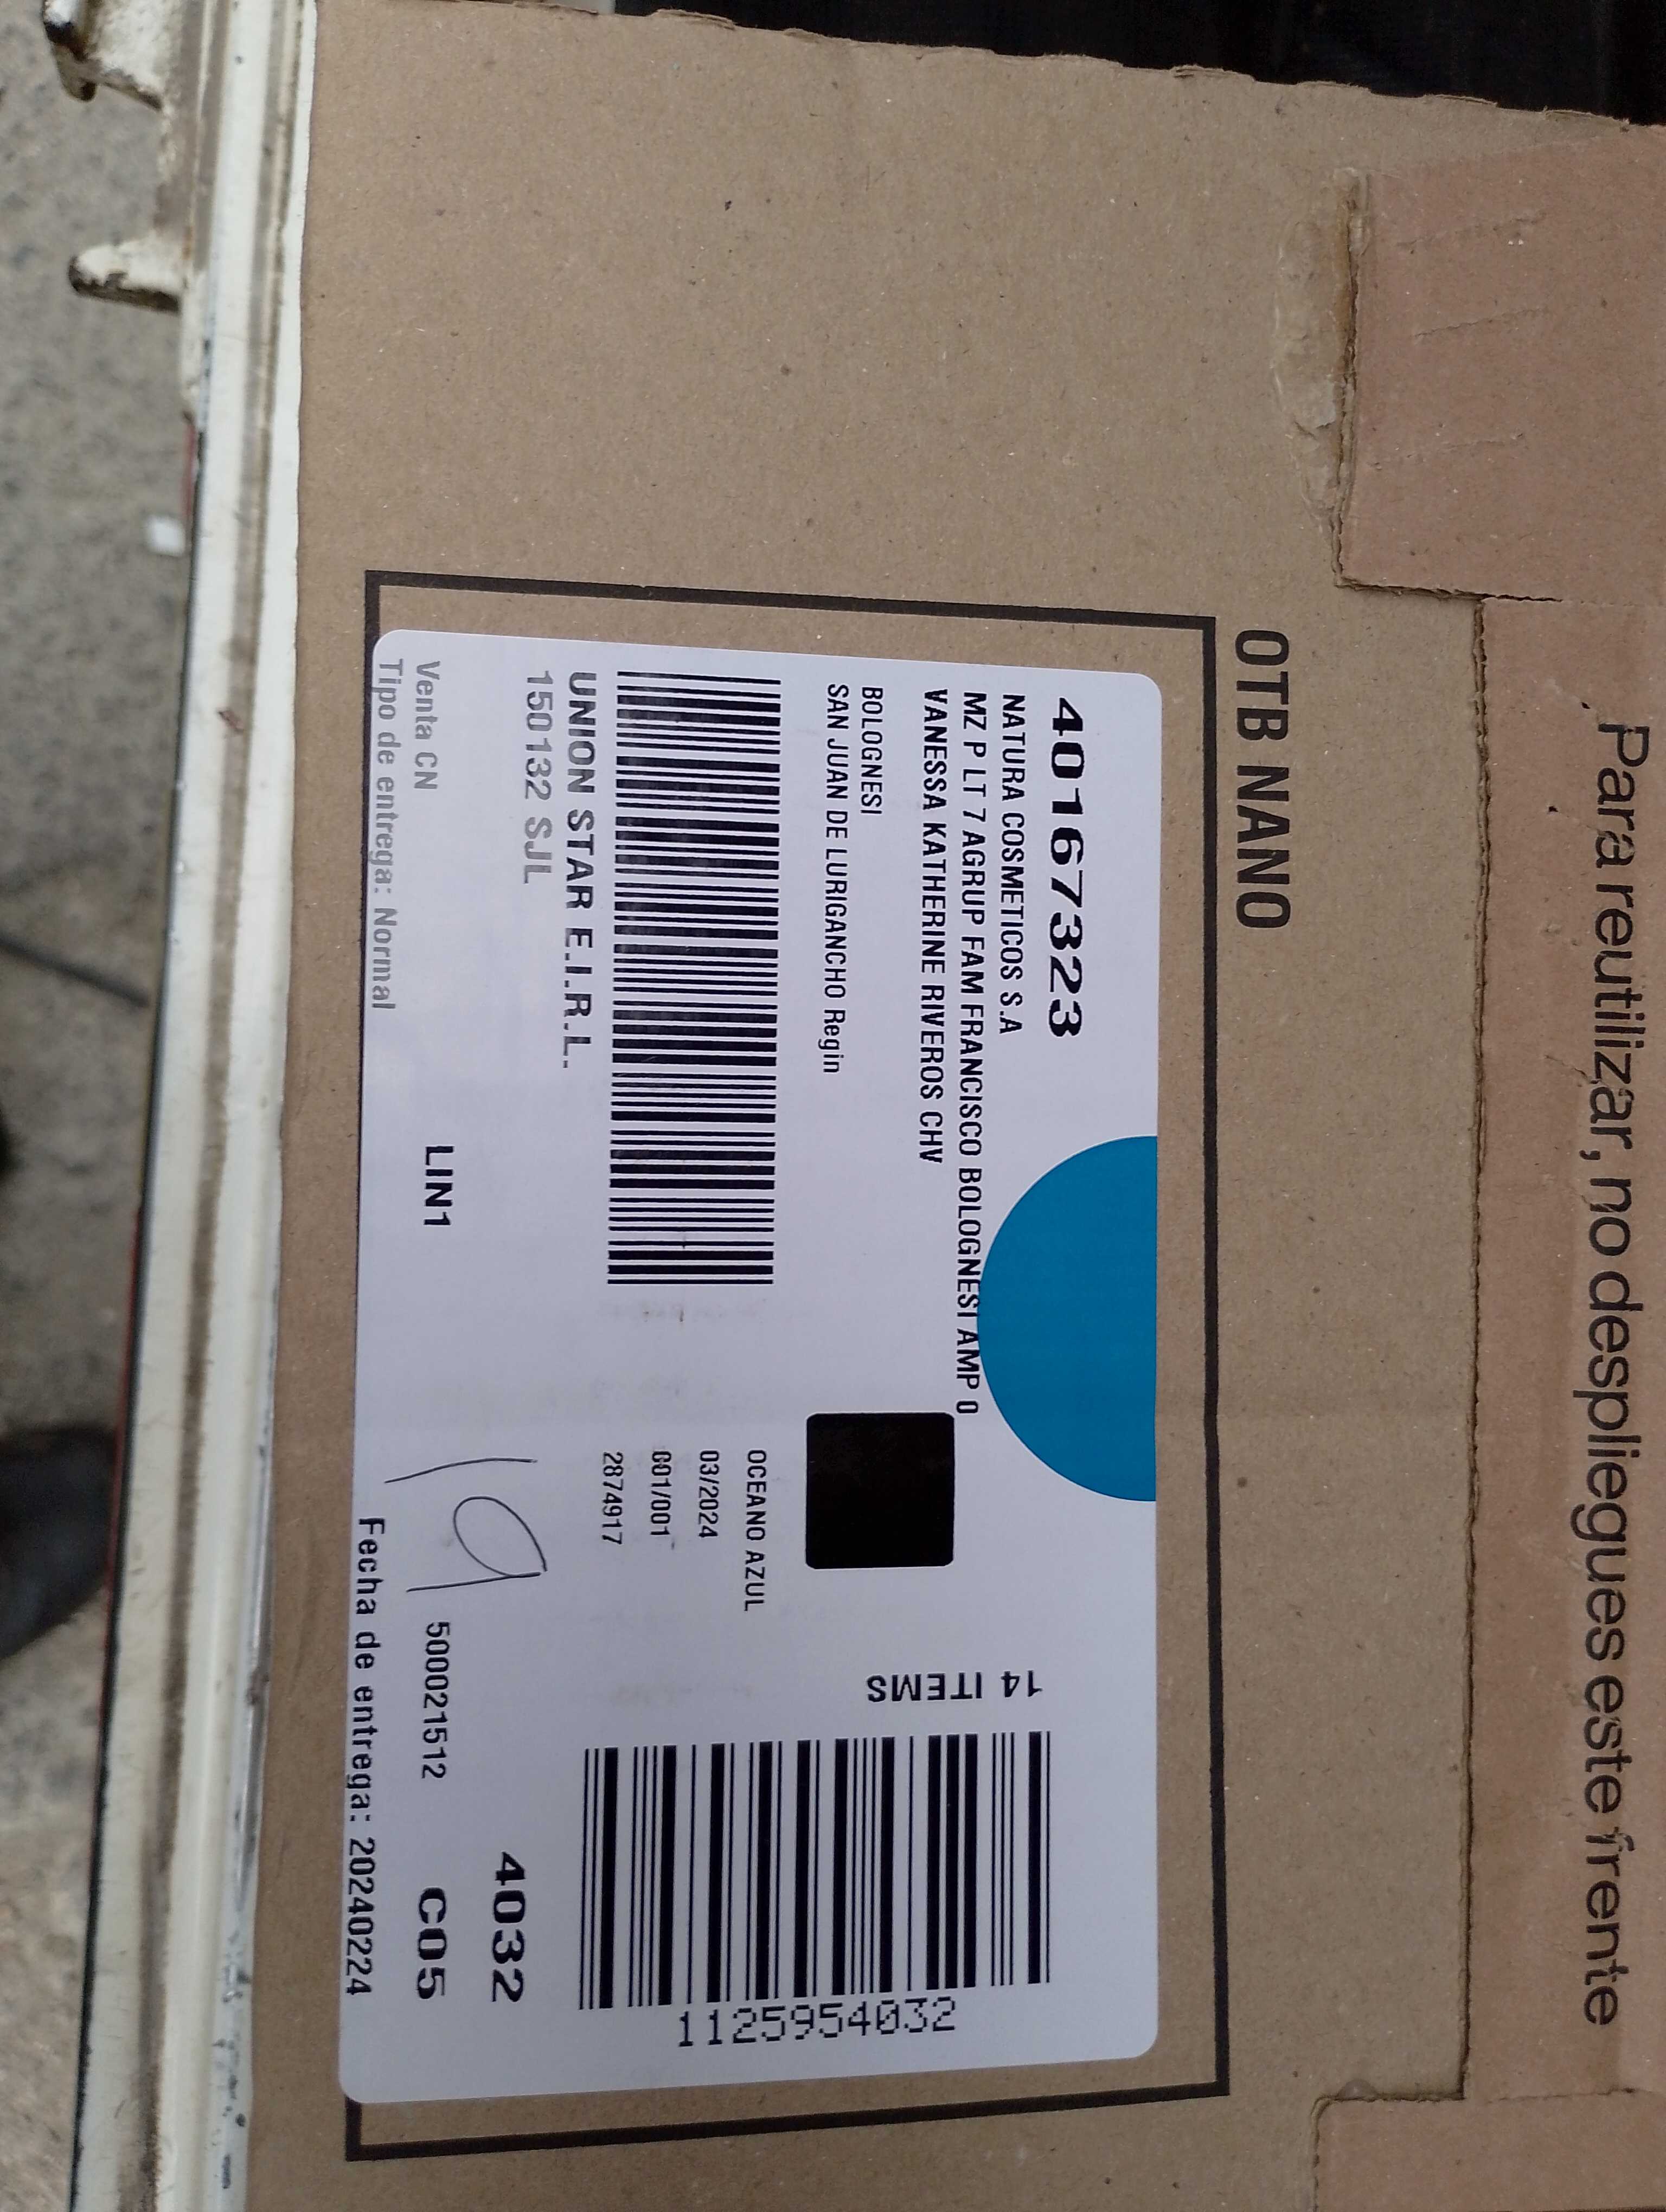 Para reutilizar, no despliegues este frente
OTB NANO
40167323
NATURA COSMETICOS S.A
MZ P LT 7 AGRUP FAM FRANCISCO BOLOGNESI AMP 0
VANESSA KATHERINE RIVEROS CHV
BOLOGNESI
SAN JUAN DE LURIGANCHO Regin
14 ITEMS
1125954032
OCEANO AZUL
03/2024
001/001
2874917
UNION STAR E.I.R.L.
150132 SJL
4032
19
Venta CN
LIN1
500021512
C05
Tipo de entrega: Normal
Fecha de entrega: 20240224